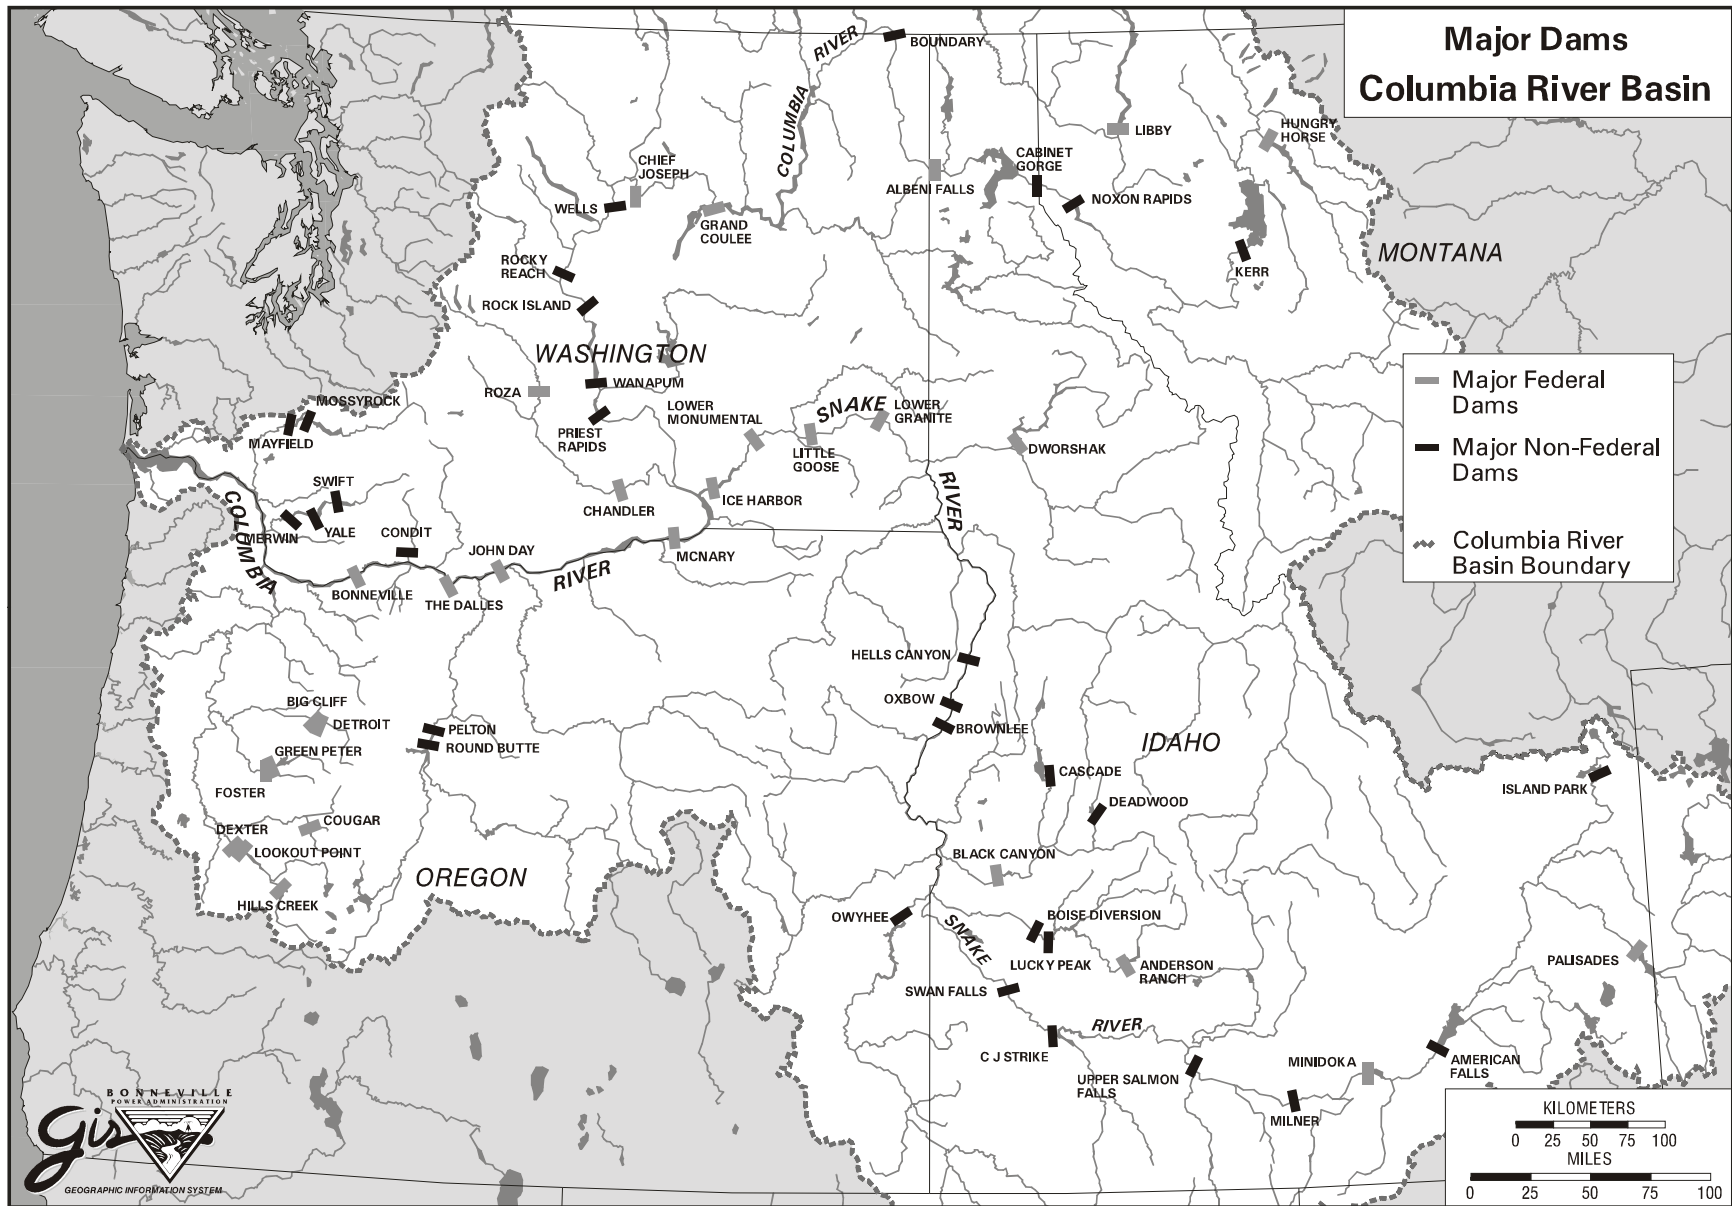 Major Dams
Columbia River Basin
RIVER
BOUNDARY
COLUMBIA
LIBBY
HUNGRY
HORSE
CHIEF
JOSEPH
CABINET
GORGE
ALBENI FALLS
NOXON RAPIDS
WELLS
GRAND
COULEE
MONTANA
ROCKY
REACH
KERR
ROCK ISLAND
WASHINGTON
Major Federal
Dams
ROZA
WANAPUM
MOSSYROCK
LOWER
MONUMENTAL
SNAKE
LOWER
GRANITE
MAYFIELD
PRIEST
RAPIDS
LITTLE
GOOSE
DWORSHAK
Major Non-Federal
Dams
SWIFT
COLUMBIA
CHANDLER
ICE HARBOR
RIVER
MERWIN
YALE
CONDIT
JOHN DAY
MCNARY
Columbia River
Basin Boundary
RIVER
BONNEVILLE
THE DALLES
HELLS CANYON
BIG CLIFF
DETROIT
PELTON
ROUND BUTTE
OXBOW
BROWNLEE
IDAHO
GREEN PETER
FOSTER
CASCADE
ISLAND PARK
DEADWOOD
COUGAR
DEXTER
LOOKOUT POINT
BLACK CANYON
OREGON
HILLS CREEK
OWYHEE
SNAKE
BOISE DIVERSION
LUCKY PEAK
ANDERSON
RANCH
PALISADES
SWAN FALLS
RIVER
C J STRIKE
UPPER SALMON
FALLS
MINIDOKA
AMERICAN
FALLS
MILNER
BONNEVILLE
POWER ADMINISTRATION
Gis
GEOGRAPHIC INFORMATION SYSTEM
KILOMETERS
0 25 50 75 100
MILES
0 25 50 75 100